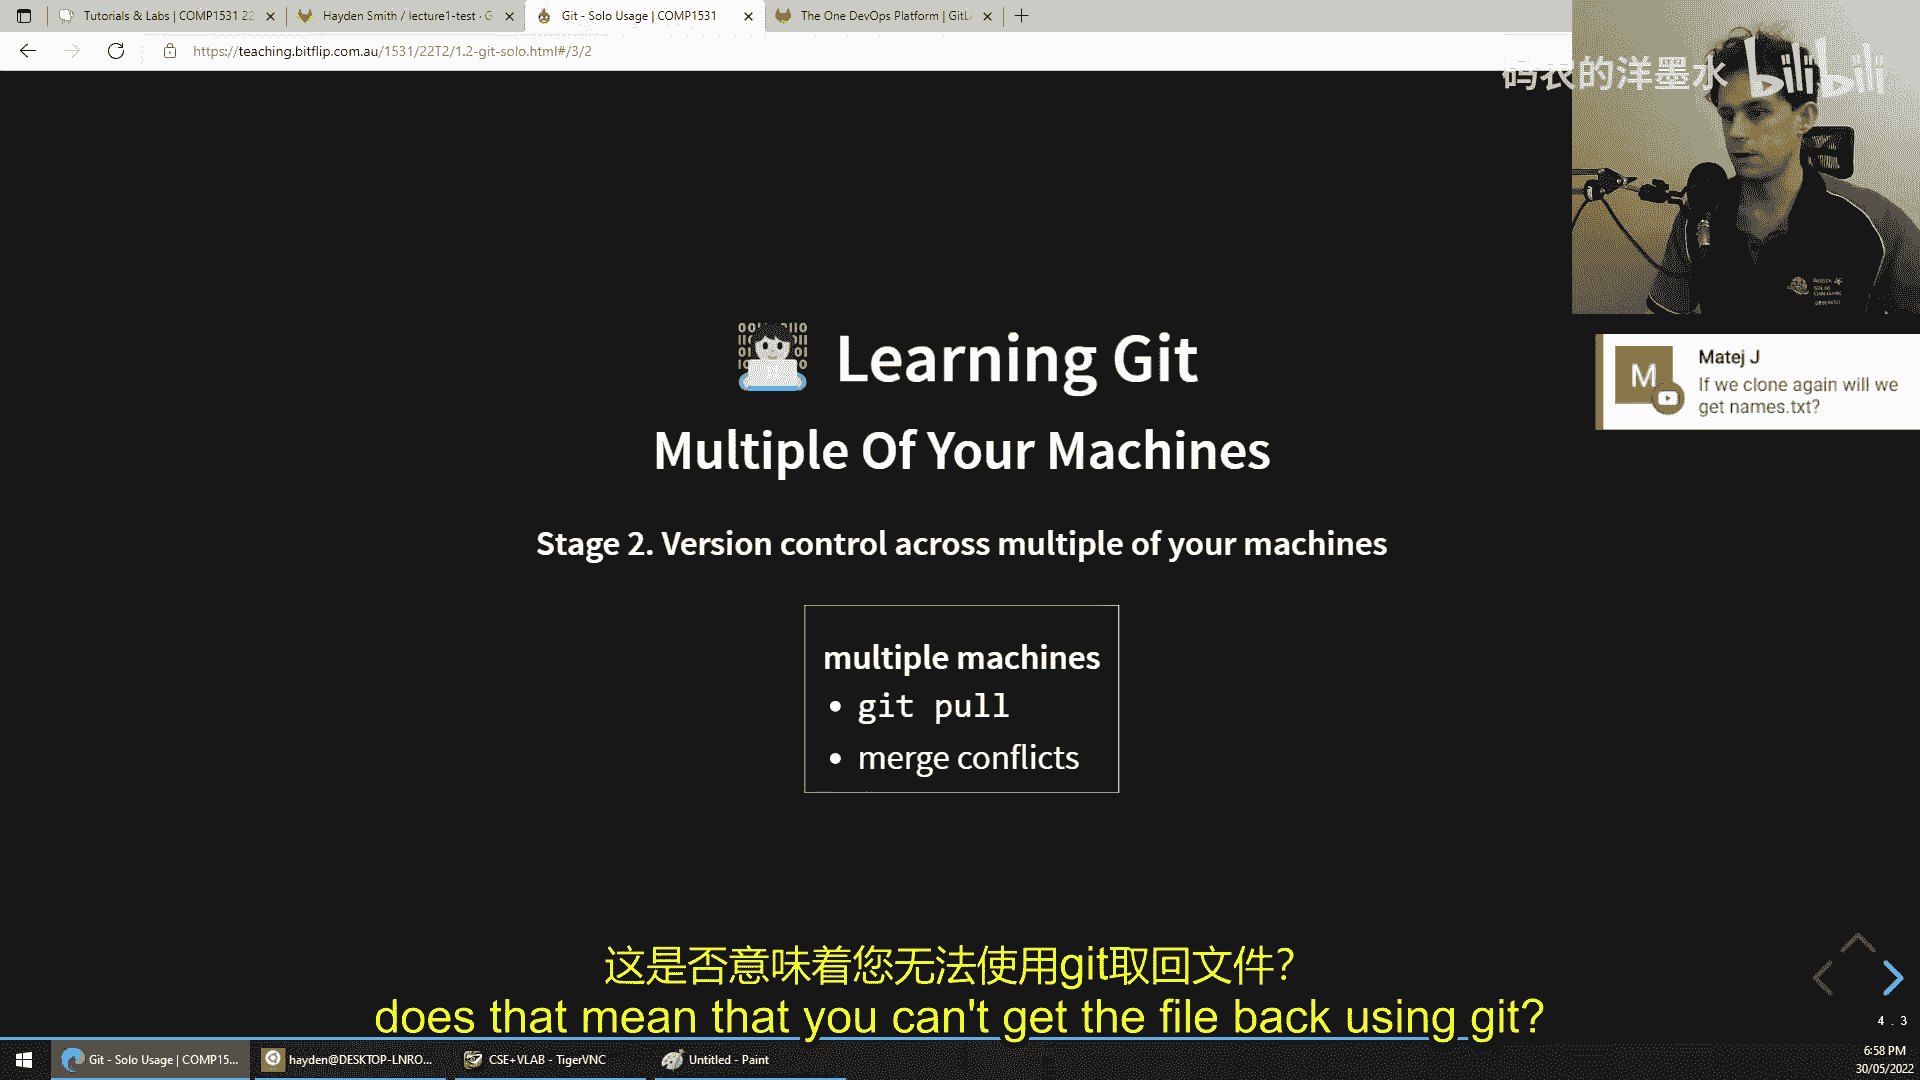 Tutorials & Labs | COMP1531 22
Hayden Smith / lecture1-test · G
Git - Solo Usage | COMP1531
The One DevOps Platform | GitL
https://teaching.bitflip.com.au/1531/22T2/1.2-git-solo.html#/3/2
码农的洋墨水
bilibili
Learning Git
Multiple Of Your Machines
Stage 2. Version control across multiple of your machines
multiple machines
• git pull
• merge conflicts
M
Matej J
If we clone again will we
get names.txt?
这是否意味着您无法使用git取回文件?
does that mean that you can't get the file back using git?
4 . 3
Git - Solo Usage | COMP15...
hayden@DESKTOP-LNRO...
CSE+VLAB - TigerVNC
Untitled - Paint
6:58 PM
30/05/2022